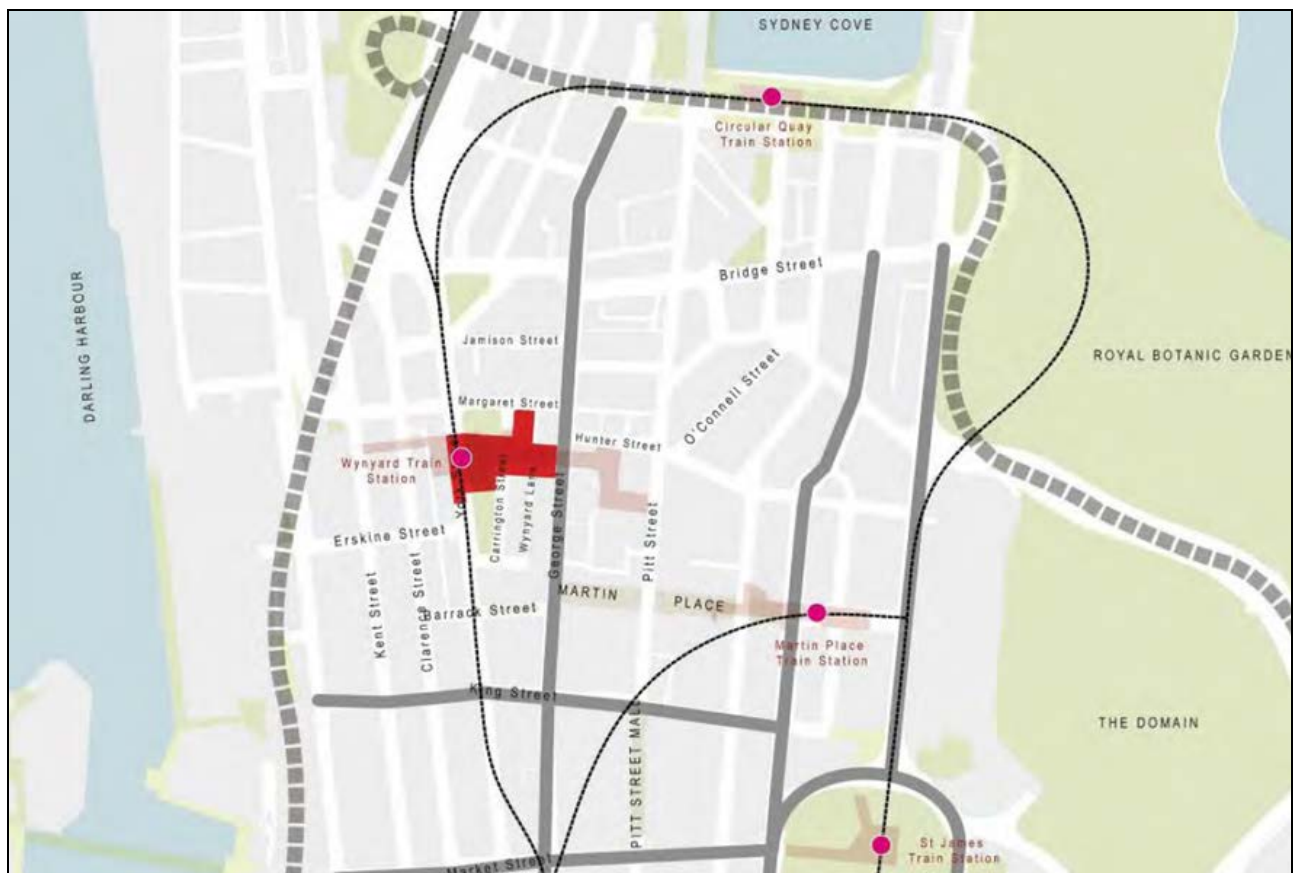 SYDNEY COVE
Circular Quay
Train Station
Bridge Street
DARLING HARBOUR
Jamison Street
ROYAL BOTANIC GARDEN
O'Connell Street
Margaret Street
Hunter Street
Wynyard Train
Station
Carrington Street
Wynyard Lane
George Street
Pitt Street
Erskine Street
Kent Street
Clarence Street
Barrack Street
MARTIN PLACE
Martin Place
Train Station
King Street
PITT STREET MALL
THE DOMAIN
St James
Train Station
Market Street